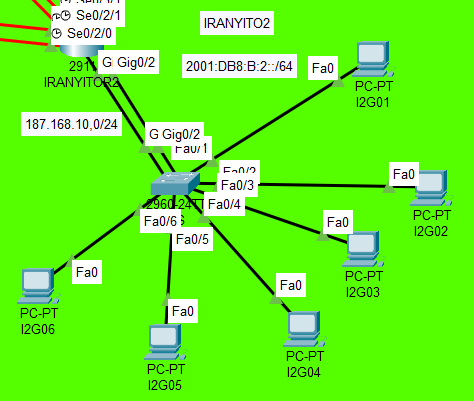 Se0/2/1
Se0/2/0
IRANYITO2
2911
IRANYITOR2
G
Gig0/2
2001:DB8:B:2::/64
Fa0
PC-PT
I2G01
187.168.10,0/24
G
Gig0/2
Fa0/1
Fa0/2
Fa0/3
Fa0/4
2960-24TT
Fa0/6
Fa0/5
Fa0
PC-PT
I2G02
Fa0
PC-PT
I2G03
Fa0
PC-PT
I2G04
Fa0
PC-PT
I2G05
Fa0
PC-PT
I2G06